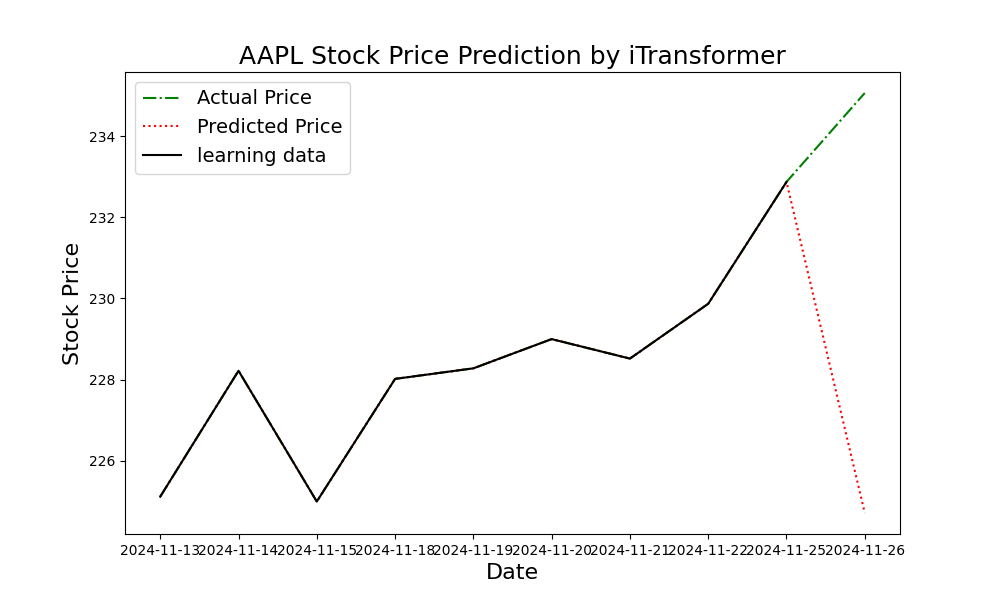 AAPL Stock Price Prediction by iTransformer
Actual Price
Predicted Price
learning data
234
232
230
228
226
Stock Price
2024-11-13
2024-11-14
2024-11-15
2024-11-18
2024-11-19
2024-11-20
2024-11-21
2024-11-22
2024-11-25
2024-11-26
Date